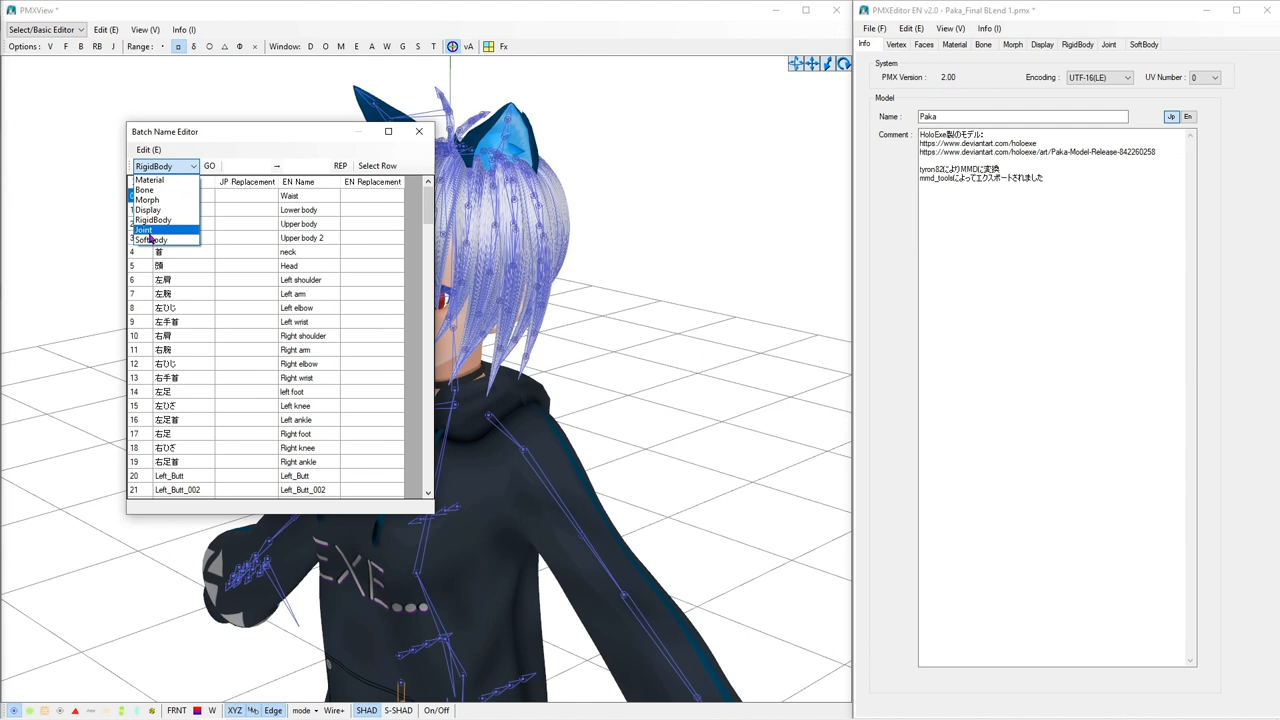 PMXView *
Select/Basic Editor Edit (E) View (V) Info (I)
Options: V F B RB J Range: Window: D O M E A W G S T vA Fx
Batch Name Editor
Edit (E)
RigidBody GO → REP Select Row
Material
Bone
Morph
Display
RigidBody
Joint
SoftBody
JP Replacement EN Name EN Replacement
Waist
Lower body
Upper body
Upper body 2
4 首 neck
5 頭 Head
6 左肩 Left shoulder
7 左腕 Left arm
8 左ひじ Left elbow
9 左手首 Left wrist
10 右肩 Right shoulder
11 右腕 Right arm
12 右ひじ Right elbow
13 右手首 Right wrist
14 左足 left foot
15 左ひざ Left knee
16 左足首 Left ankle
17 右足 Right foot
18 右ひざ Right knee
19 右足首 Right ankle
20 Left_Butt Left_Butt
21 Left_Butt_002 Left_Butt_002
EXE
FRNT W XYZ Edge mode Wire+ SHAD S-SHAD On/Off
PMXEditor EN v2.0 - Paka_Final BLend 1.pmx *
File (F) Edit (E) View (V) Info (I)
Info Vertex Faces Material Bone Morph Display RigidBody Joint SoftBody
System
PMX Version : 2.00 Encoding : UTF-16(LE) UV Number : 0
Model
Name : Paka Jp En
Comment : HoloExe製のモデル:
https://www.deviantart.com/holoexe
https://www.deviantart.com/holoexe/art/Paka-Model-Release-842260258
tyron82によりMMDに変換
mmd_toolsによってエクスポートされました